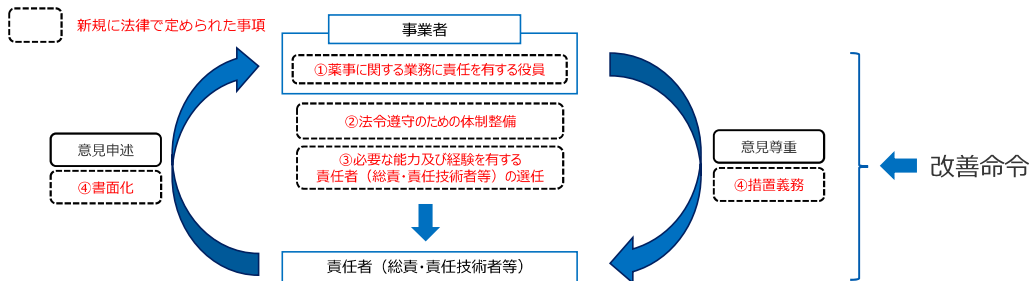 新規に法律で定められた事項
事業者
①薬事に関する業務に責任を有する役員
②法令遵守のための体制整備
③必要な能力及び経験を有する
責任者（総責・責任技術者等）の選任
意見申述
④書面化
意見尊重
④措置義務
改善命令
責任者（総責・責任技術者等）